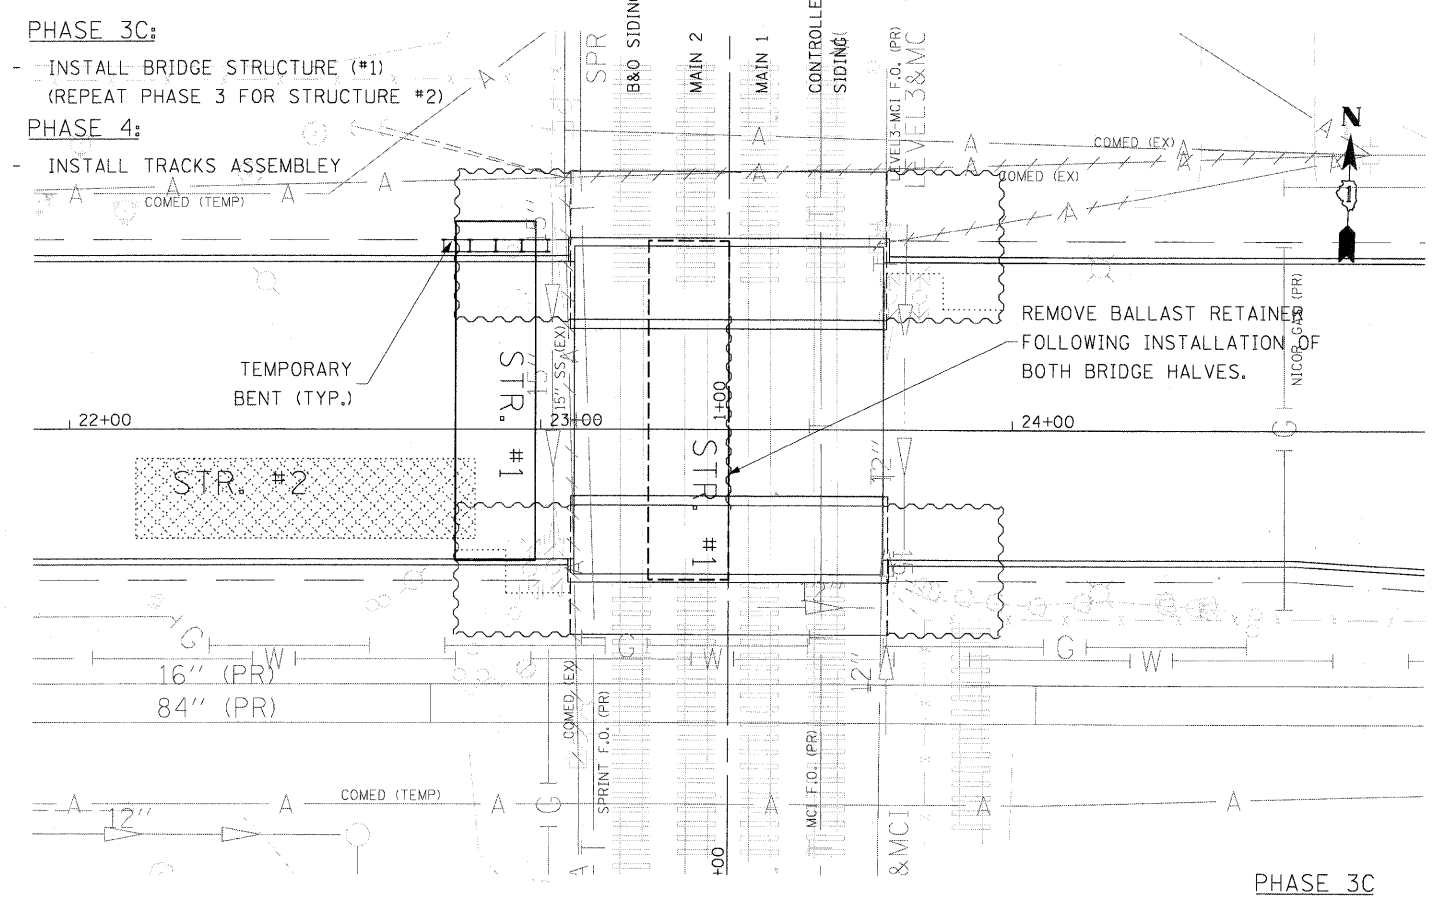 PHASE 3C:
- INSTALL BRIDGE STRUCTURE (#1)
(REPEAT PHASE 3 FOR STRUCTURE #2)
PHASE 4:
- INSTALL TRACKS ASSEMBLEY
SPR
B&O SIDING
MAIN 2
MAIN 1
CONTROLLE
SIDING
LEVEL3-MCI F.O. (PR)
LEVEL3&MC
A
A
A
A
A
A
COMED (EX)
A
A
N
1
A
A
COMED (TEMP)
A
A
A
COMED (EX)
A
TEMPORARY
BENT (TYP.)
15" SS (EX)
15"
STR. #1
REMOVE BALLAST RETAINER
FOLLOWING INSTALLATION OF
BOTH BRIDGE HALVES.
NICOR GAS (PR)
22+00
23+00
1+00
24+00
G
STR. #2
STR. #1
12"
15"
G
W
G
W
G
W
16" (PR)
84" (PR)
12"
COMED (EX)
SPRINT F.O. (PR)
MCI F.O. (PR)
G
A
12"
A
COMED (TEMP)
A
A
A
A
A
+00
&MCI
PHASE 3C